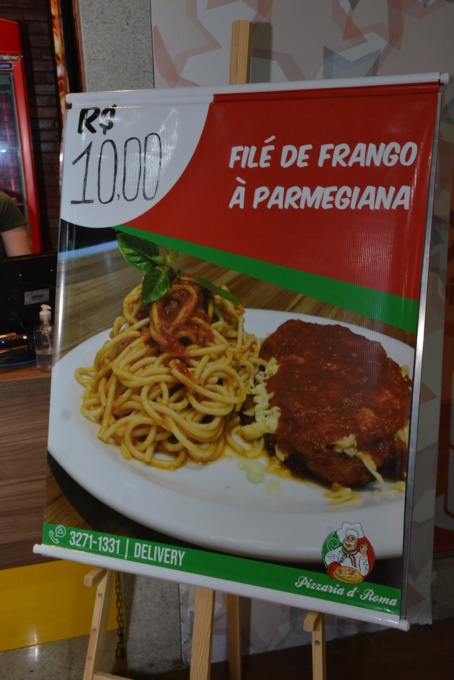 R$
10,00
FILÉ DE FRANGO
À PARMEGIANA
3271-1331 | DELIVERY
Pizzaria d' Roma